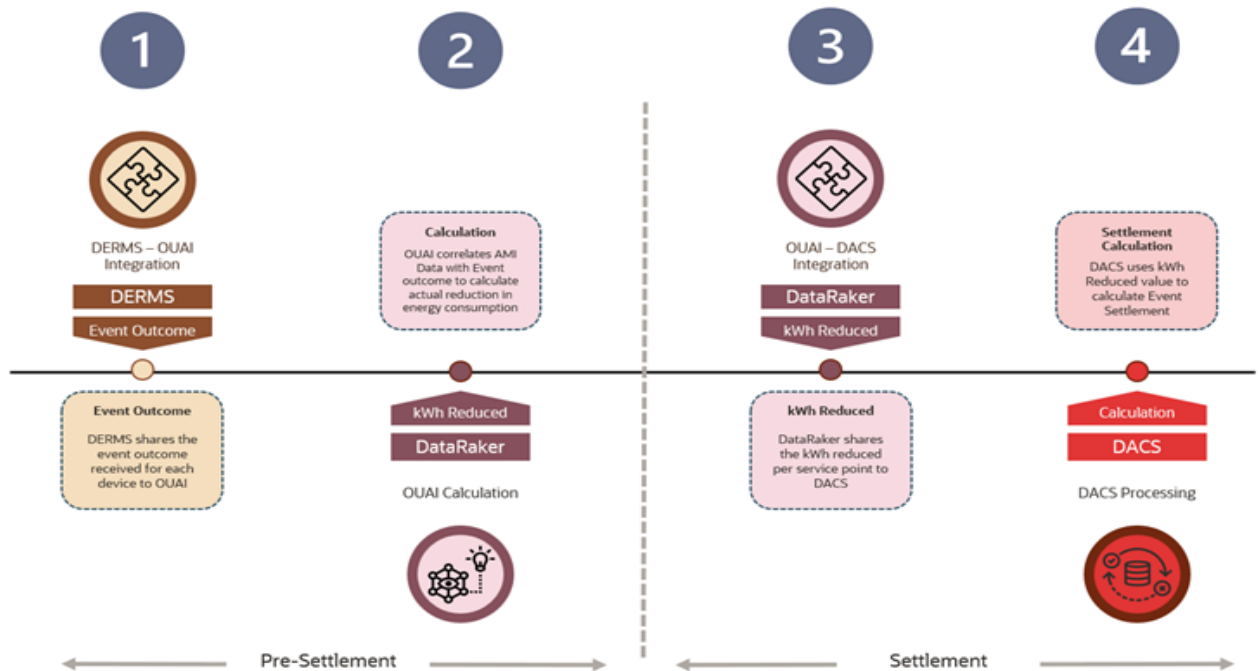 1
DERMS – OUAI
Integration
DERMS
Event Outcome
Event Outcome
DERMS shares the
event outcome
received for each
device to OUAI
2
Calculation
OUAI correlates AMI
Data with Event
outcome to calculate
actual reduction in
energy consumption
kWh Reduced
DataRaker
OUAI Calculation
3
OUAI – DACS
Integration
DataRaker
kWh Reduced
kWh Reduced
DataRaker shares
the kWh reduced
per service point to
DACS
4
Settlement
Calculation
DACS uses kWh
Reduced value to
calculate Event
Settlement
Calculation
DACS
DACS Processing
Pre-Settlement
Settlement